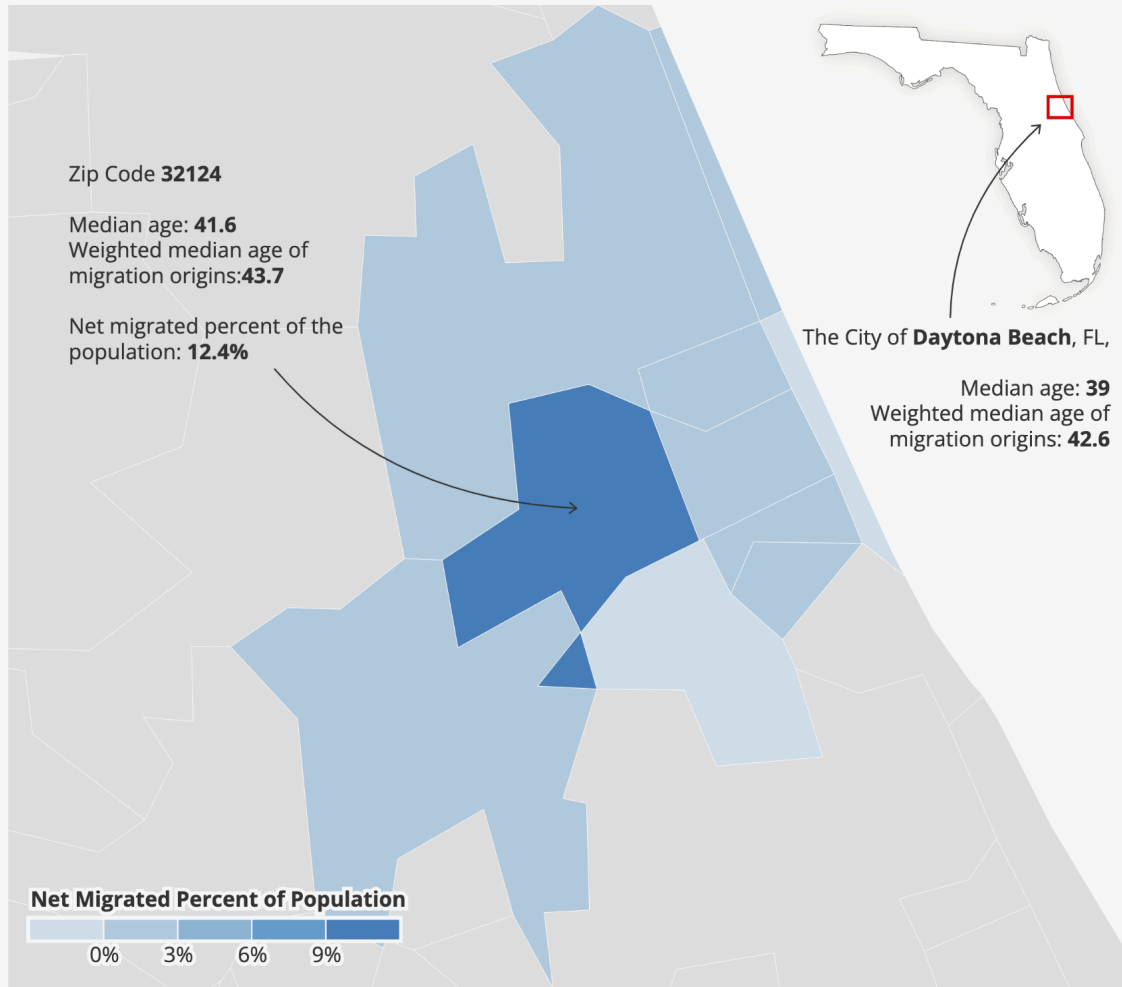 Zip Code 32124
Median age: 41.6
Weighted median age of
migration origins:43.7
Net migrated percent of the
population: 12.4%
The City of Daytona Beach, FL,
Median age: 39
Weighted median age of
migration origins: 42.6
Net Migrated Percent of Population
0% 3% 6% 9%